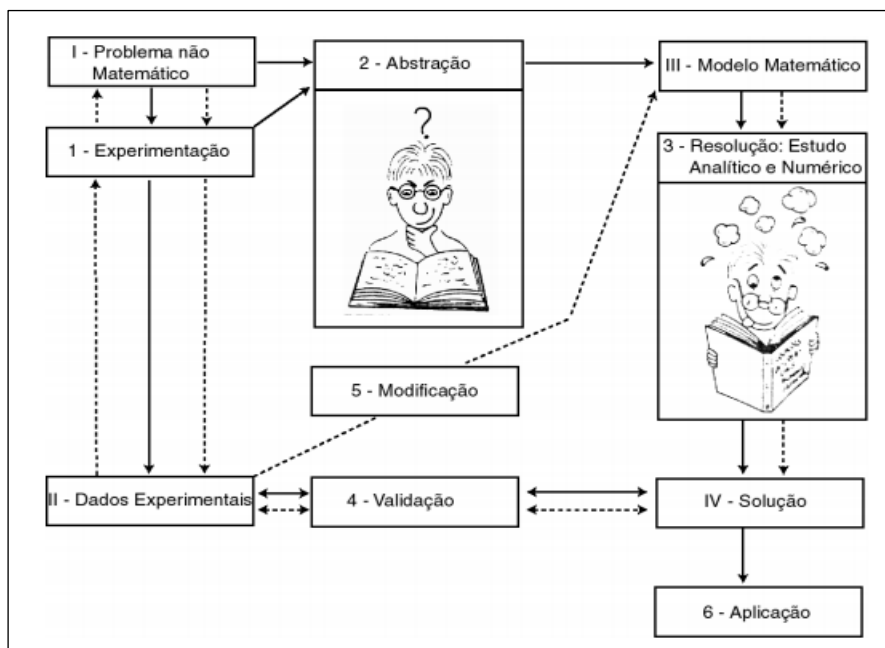 I - Problema não
Matemático
2 - Abstração
III - Modelo Matemático
1 - Experimentação
?
3 - Resolução: Estudo
Analítico e Numérico
5 - Modificação
II - Dados Experimentais
4 - Validação
IV - Solução
6 - Aplicação